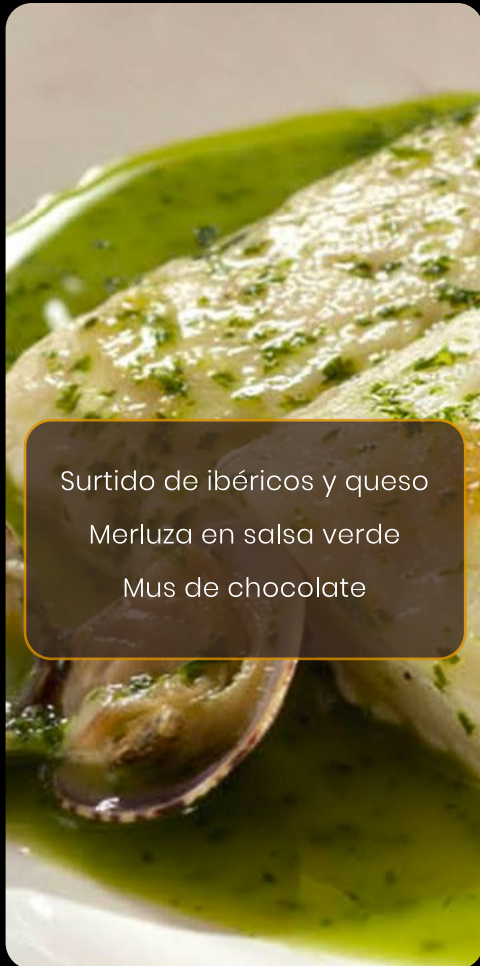 Surtido de ibéricos y queso
Merluza en salsa verde
Mus de chocolate